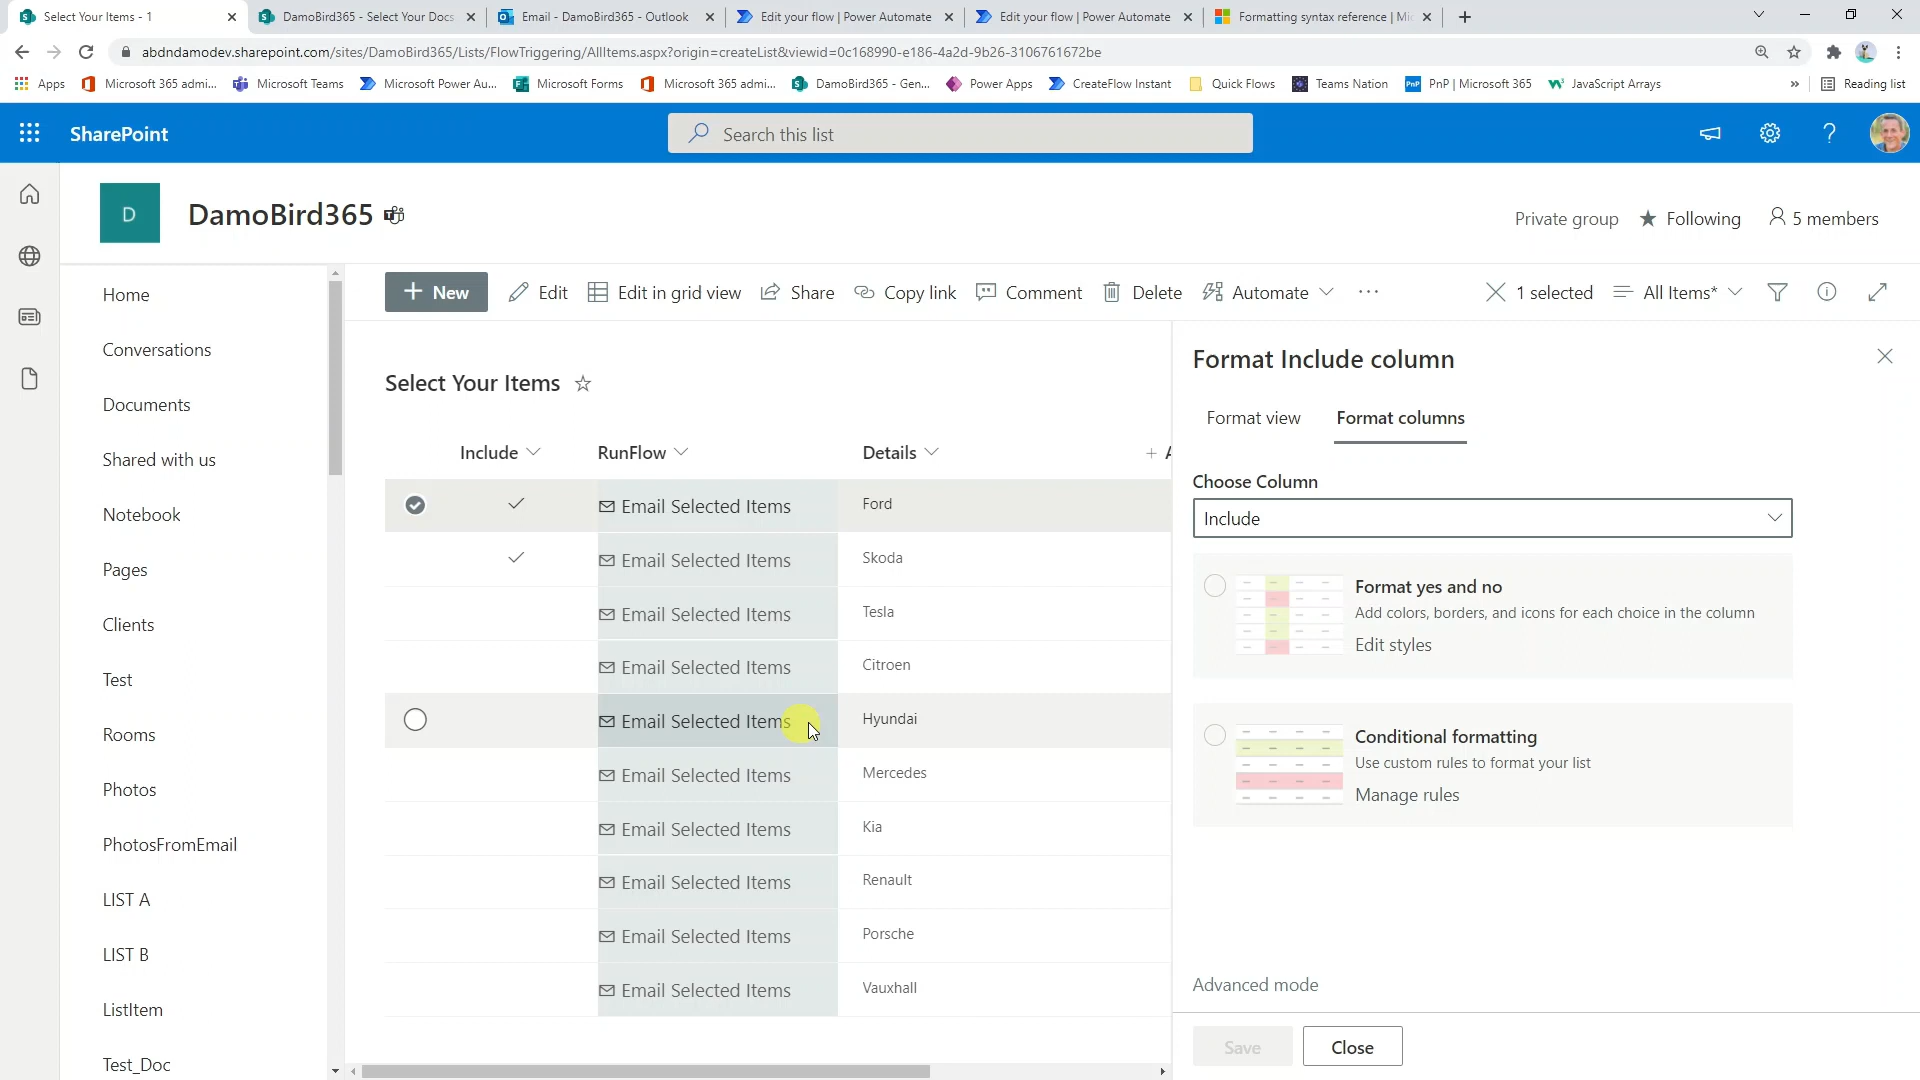 Select Your Items - 1
DamoBird365 - Select Your Docs
Email - DamoBird365 - Outlook
Edit your flow | Power Automate
Edit your flow | Power Automate
Formatting syntax reference | Mic
abdndamodev.sharepoint.com/sites/DamoBird365/Lists/FlowTriggering/AllItems.aspx?origin=createList&viewid=0c168990-e186-4a2d-9b26-3106761672be
Apps
Microsoft 365 admi...
Microsoft Teams
Microsoft Power Au...
Microsoft Forms
Microsoft 365 admi...
DamoBird365 - Gen...
Power Apps
CreateFlow Instant
Quick Flows
Teams Nation
PnP PnP | Microsoft 365
JavaScript Arrays
»
Reading list
SharePoint
Search this list
D
DamoBird365
Private group
Following
5 members
Home
Conversations
Documents
Shared with us
Notebook
Pages
Clients
Test
Rooms
Photos
PhotosFromEmail
LIST A
LIST B
ListItem
Test_Doc
+ New
Edit
Edit in grid view
Share
Copy link
Comment
Delete
Automate
...
1 selected
All Items*
Select Your Items
Include RunFlow Details + A
Email Selected Items Ford
Email Selected Items Skoda
Email Selected Items Tesla
Email Selected Items Citroen
Email Selected Items Hyundai
Email Selected Items Mercedes
Email Selected Items Kia
Email Selected Items Renault
Email Selected Items Porsche
Email Selected Items Vauxhall
Format Include column
Format view Format columns
Choose Column
Include
Format yes and no
Add colors, borders, and icons for each choice in the column
Edit styles
Conditional formatting
Use custom rules to format your list
Manage rules
Advanced mode
Save Close